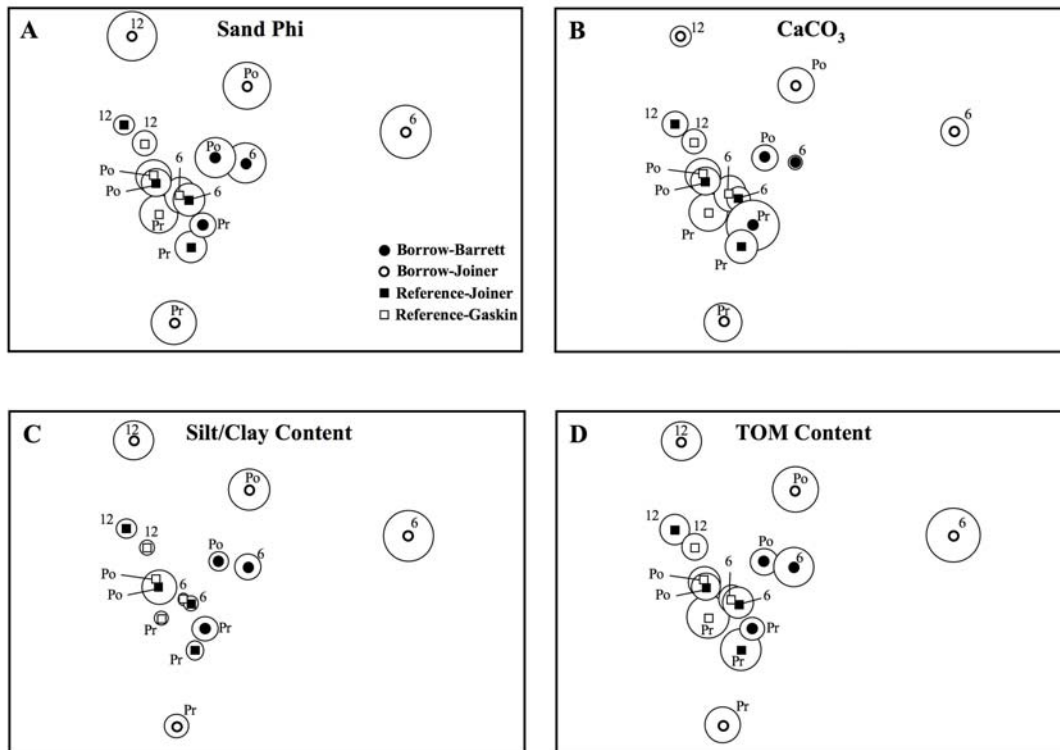 A Sand Phi
12
Po
6
12
12
Po
6
6
Po
Po
6
Pr
Pr
Pr
Pr
Borrow-Barrett
Borrow-Joiner
Reference-Joiner
Reference-Gaskin
B CaCO₃
12
Po
6
12
Po
6
6
Po
Po
6
Pr
Pr
Pr
Pr
C Silt/Clay Content
12
Po
6
12
12
Po
6
Po
6
Po
6
Pr
Pr
Pr
Pr
D TOM Content
12
Po
6
12
12
Po
6
6
Po
Po
6
Pr
Pr
Pr
Pr